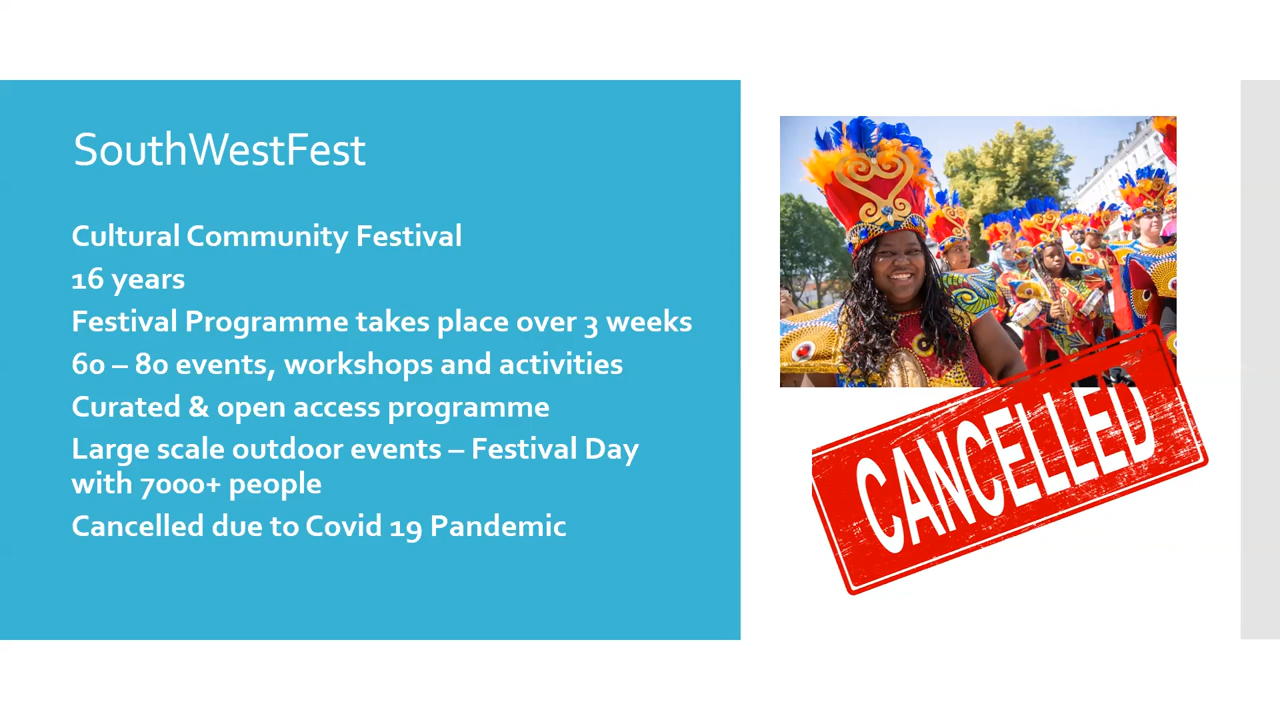 SouthWestFest
Cultural Community Festival
16 years
Festival Programme takes place over 3 weeks
60 – 80 events, workshops and activities
Curated & open access programme
Large scale outdoor events – Festival Day
with 7000+ people
Cancelled due to Covid 19 Pandemic
CANCELLED